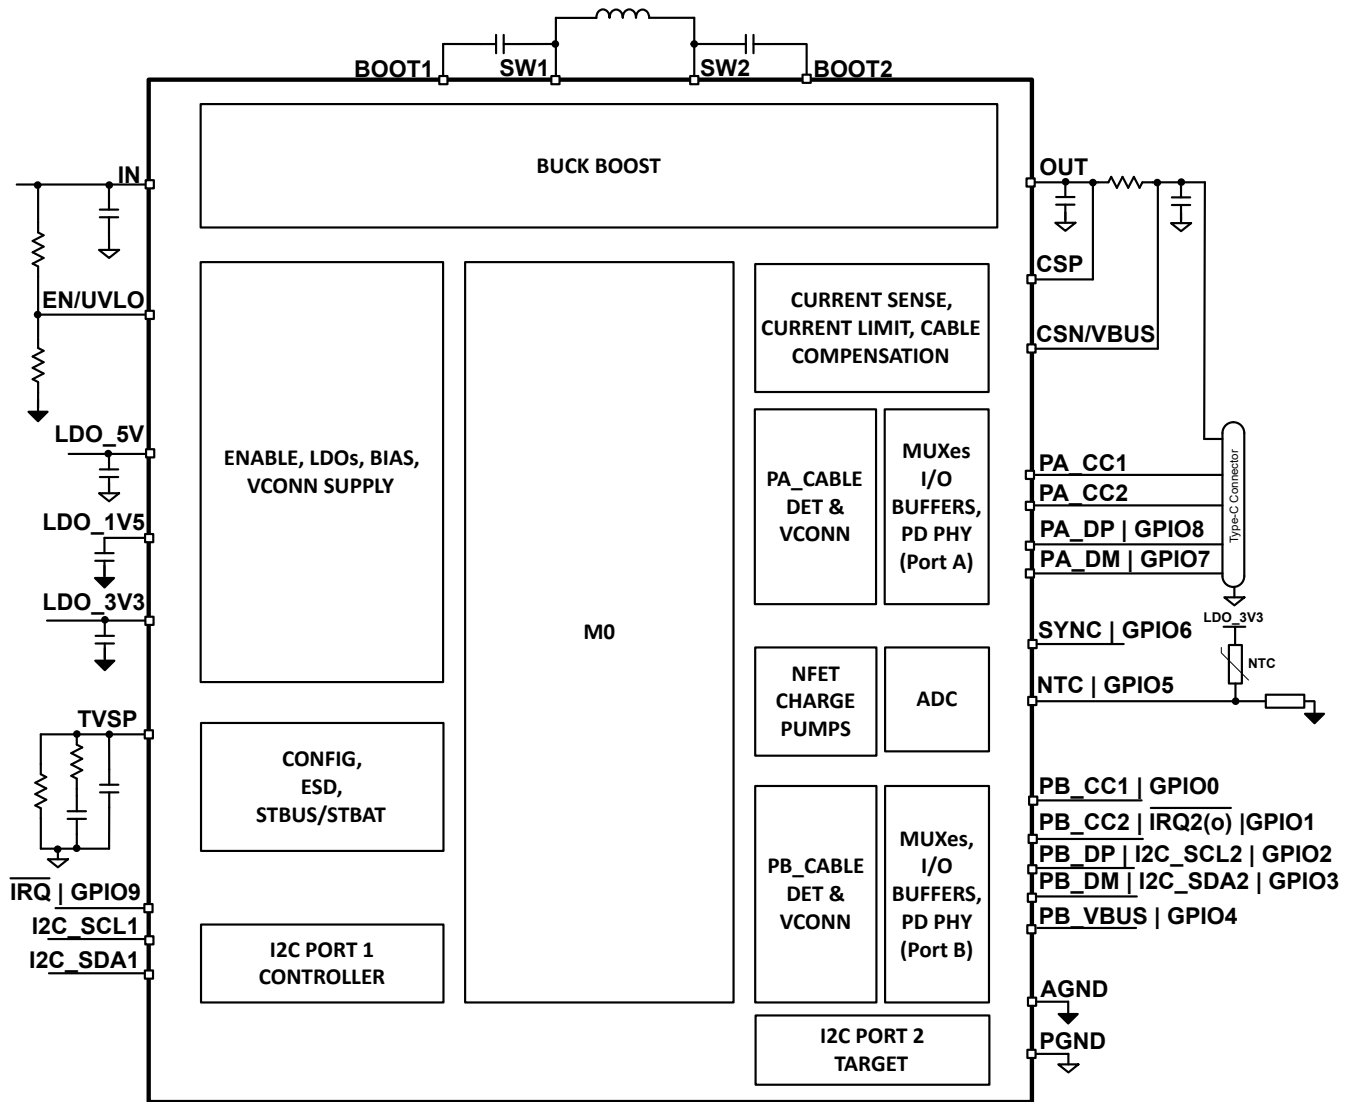 BOOT1
SW1
SW2
BOOT2
BUCK BOOST
IN
EN/UVLO
LDO_5V
LDO_1V5
LDO_3V3
TVSP
IRQ | GPIO9
I2C_SCL1
I2C_SDA1
ENABLE, LDOs, BIAS,
VCONN SUPPLY
CONFIG,
ESD,
STBUS/STBAT
I2C PORT 1
CONTROLLER
M0
CURRENT SENSE,
CURRENT LIMIT, CABLE
COMPENSATION
PA_CABLE
DET &
VCONN
MUXes
I/O
BUFFERS,
PD PHY
(Port A)
NFET
CHARGE
PUMPS
ADC
PB_CABLE
DET &
VCONN
MUXes,
I/O
BUFFERS,
PD PHY
(Port B)
I2C PORT 2
TARGET
OUT
CSP
CSN/VBUS
PA_CC1
PA_CC2
PA_DP | GPIO8
PA_DM | GPIO7
Type-C Connector
SYNC | GPIO6
LDO_3V3
NTC
NTC | GPIO5
PB_CC1 | GPIO0
PB_CC2 | IRQ2(o) |GPIO1
PB_DP | I2C_SCL2 | GPIO2
PB_DM | I2C_SDA2 | GPIO3
PB_VBUS | GPIO4
AGND
PGND